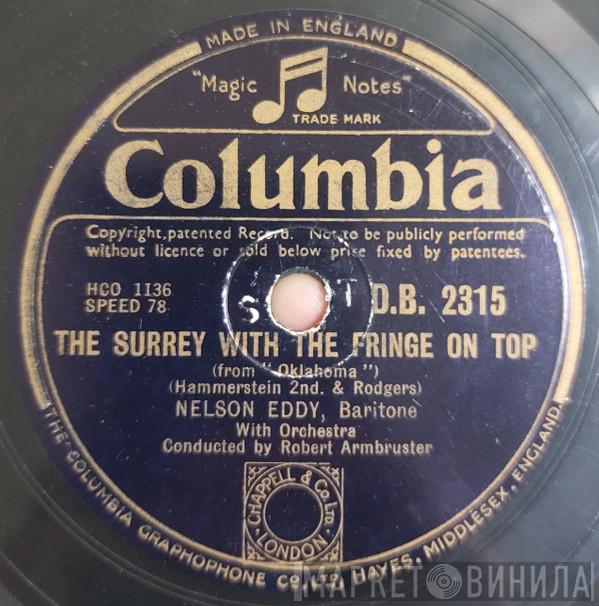 MADE IN ENGLAND
"Magic Notes"
TRADE MARK
Columbia
Copyright, patented Record. Not to be publicly performed
without licence or sold below price fixed by patentees.
HCO 1136
SPEED 78
S T
D.B. 2315
THE SURREY WITH THE FRINGE ON TOP
(from "Oklahoma")
(Hammerstein 2nd. & Rodgers)
NELSON EDDY, Baritone
With Orchestra
Conducted by Robert Armbruster
CHAPPELL & Co. LTD.
LONDON
THE COLUMBIA GRAPHOPHONE CO. LTD., HAYES, MIDDLESEX, ENGLAND.
МАРКЕТ ВИНИЛА